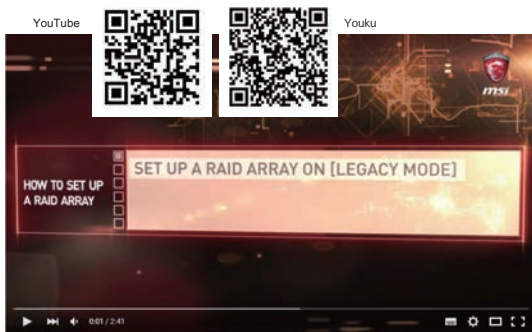 YouTube
Youku
msi
SET UP A RAID ARRAY ON [LEGACY MODE]
HOW TO SET UP
A RAID ARRAY
0:01 / 2:41